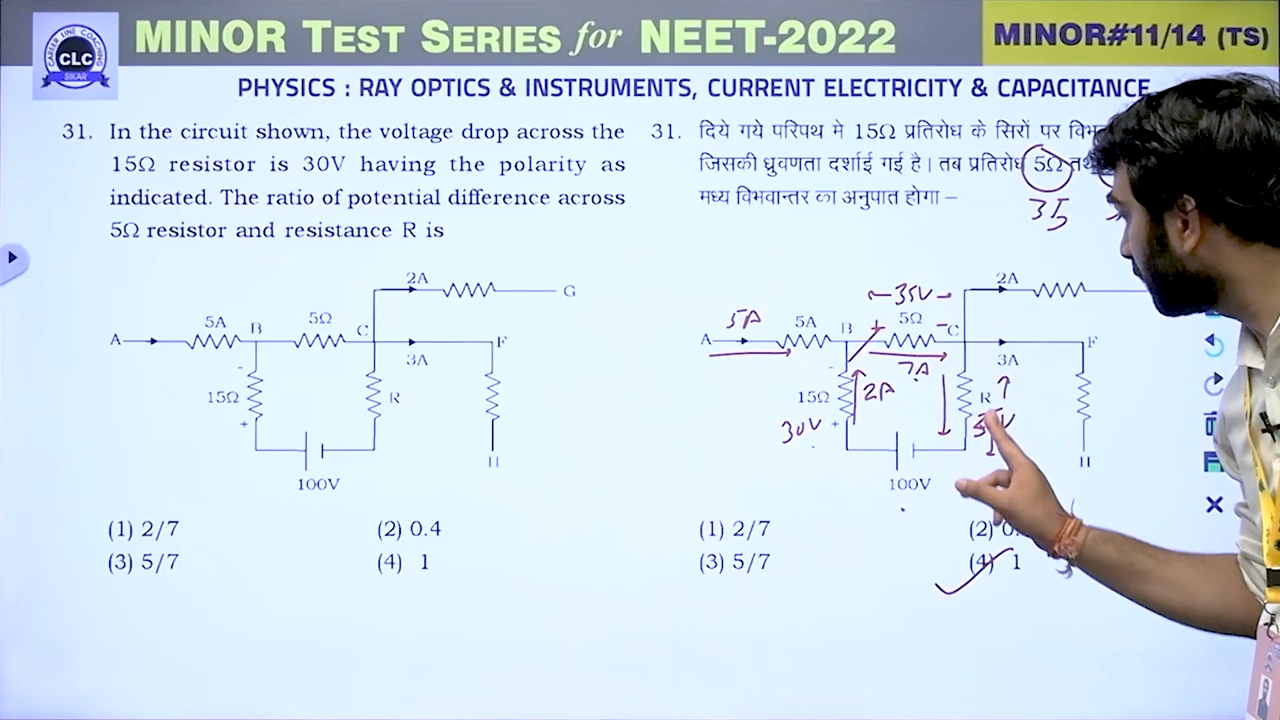 CAREER LINE COACHING
CLC
SIKAR
MINOR TEST SERIES for NEET-2022
MINOR#11/14 (TS)
PHYSICS : RAY OPTICS & INSTRUMENTS, CURRENT ELECTRICITY & CAPACITANCE
31. In the circuit shown, the voltage drop across the
15Ω resistor is 30V having the polarity as
indicated. The ratio of potential difference across
5Ω resistor and resistance R is
2A
G
5A
5Ω
A
B
C
F
3A
-
15Ω
R
+
H
100V
(1) 2/7 (2) 0.4
(3) 5/7 (4) 1
31. दिये गये परिपथ मे 15Ω प्रतिरोध के सिरों पर
जिसकी ध्रुवणता दर्शाई गई है। तब प्रतिरोध 5Ω
मध्य विभवान्तर का अनुपात होगा –
35
2A
35V
5A
5A
5Ω
A
B
+
-
C
F
7A
3A
-
15Ω
2A
R
30V
+
H
100V
(1) 2/7 (2)
(3) 5/7 (4) 1